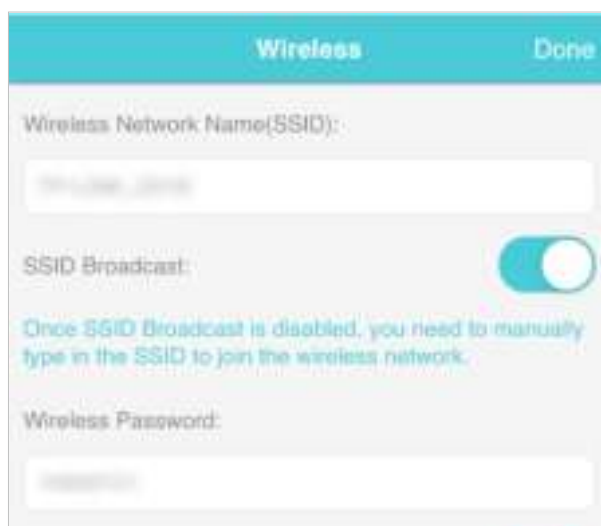 Wireless
Done
Wireless Network Name(SSID):
SSID Broadcast:
Once SSID Broadcast is disabled, you need to manually
type in the SSID to join the wireless network.
Wireless Password: